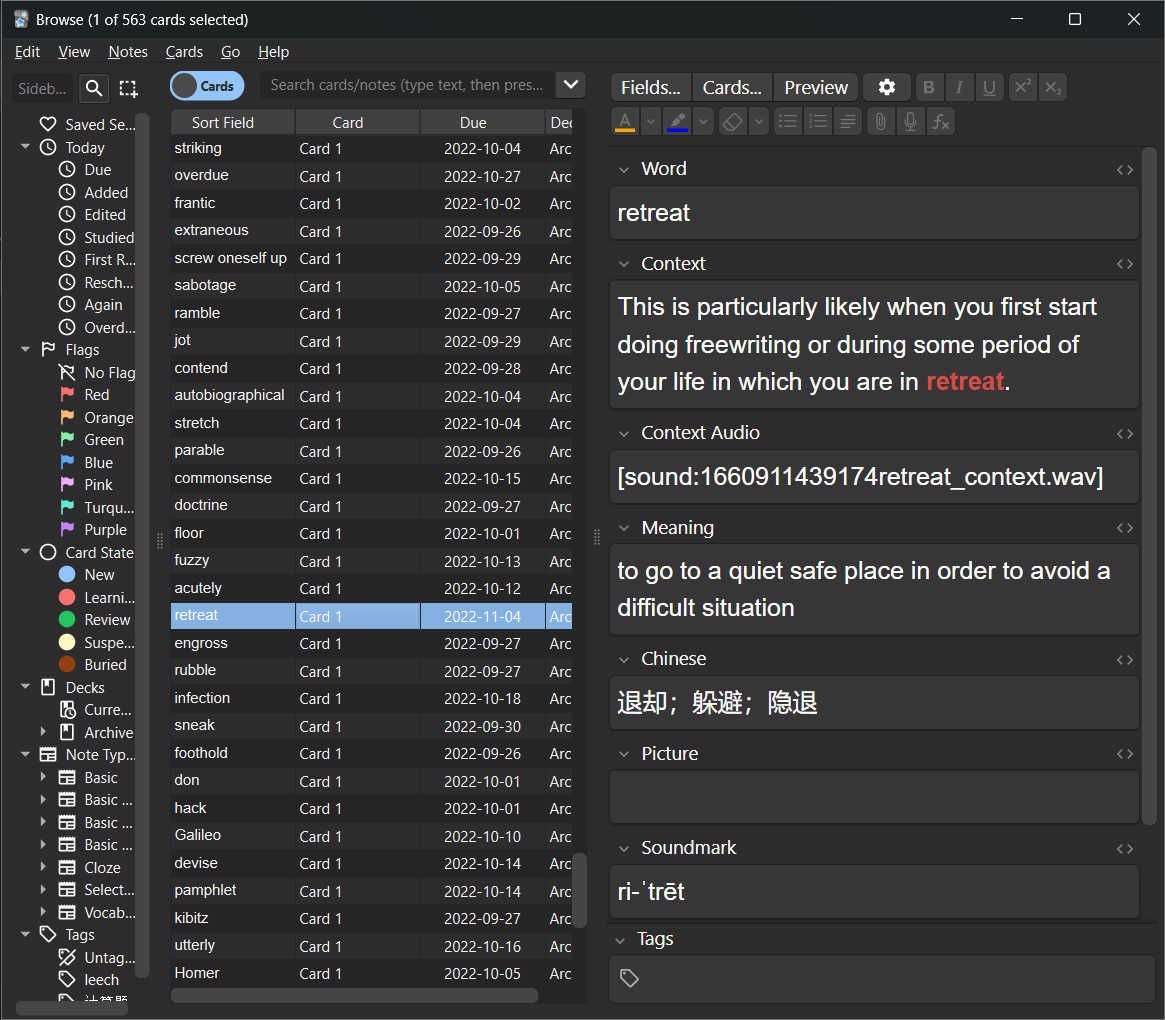 Browse (1 of 563 cards selected)
Edit View Notes Cards Go Help
Sideb...
Saved Se...
Today
Due
Added
Edited
Studied
First R...
Resch...
Again
Overd...
Flags
No Flag
Red
Orange
Green
Blue
Pink
Turqu...
Purple
Card State
New
Learni...
Review
Suspe...
Buried
Decks
Curre...
Archive
Note Typ...
Basic
Basic ...
Basic ...
Basic ...
Cloze
Select...
Vocab...
Tags
Untag...
leech
Cards Search cards/notes (type text, then pres...
Sort Field Card Due Dec
striking Card 1 2022-10-04 Arc
overdue Card 1 2022-10-27 Arc
frantic Card 1 2022-10-02 Arc
extraneous Card 1 2022-09-26 Arc
screw oneself up Card 1 2022-09-29 Arc
sabotage Card 1 2022-10-05 Arc
ramble Card 1 2022-09-27 Arc
jot Card 1 2022-09-29 Arc
contend Card 1 2022-09-28 Arc
autobiographical Card 1 2022-10-04 Arc
stretch Card 1 2022-10-04 Arc
parable Card 1 2022-09-26 Arc
commonsense Card 1 2022-10-15 Arc
doctrine Card 1 2022-09-27 Arc
floor Card 1 2022-10-01 Arc
fuzzy Card 1 2022-10-13 Arc
acutely Card 1 2022-10-12 Arc
retreat Card 1 2022-11-04 Arc
engross Card 1 2022-09-27 Arc
rubble Card 1 2022-09-27 Arc
infection Card 1 2022-10-18 Arc
sneak Card 1 2022-09-30 Arc
foothold Card 1 2022-09-26 Arc
don Card 1 2022-10-01 Arc
hack Card 1 2022-10-01 Arc
Galileo Card 1 2022-10-10 Arc
devise Card 1 2022-10-14 Arc
pamphlet Card 1 2022-10-14 Arc
kibitz Card 1 2022-09-27 Arc
utterly Card 1 2022-10-16 Arc
Homer Card 1 2022-10-05 Arc
Fields... Cards... Preview B I U x² x₂
A fx
Word
retreat
Context
This is particularly likely when you first start
doing freewriting or during some period of
your life in which you are in retreat.
Context Audio
[sound:1660911439174retreat_context.wav]
Meaning
to go to a quiet safe place in order to avoid a
difficult situation
Chinese
退却；躲避；隐退
Picture
Soundmark
ri-ˈtrēt
Tags